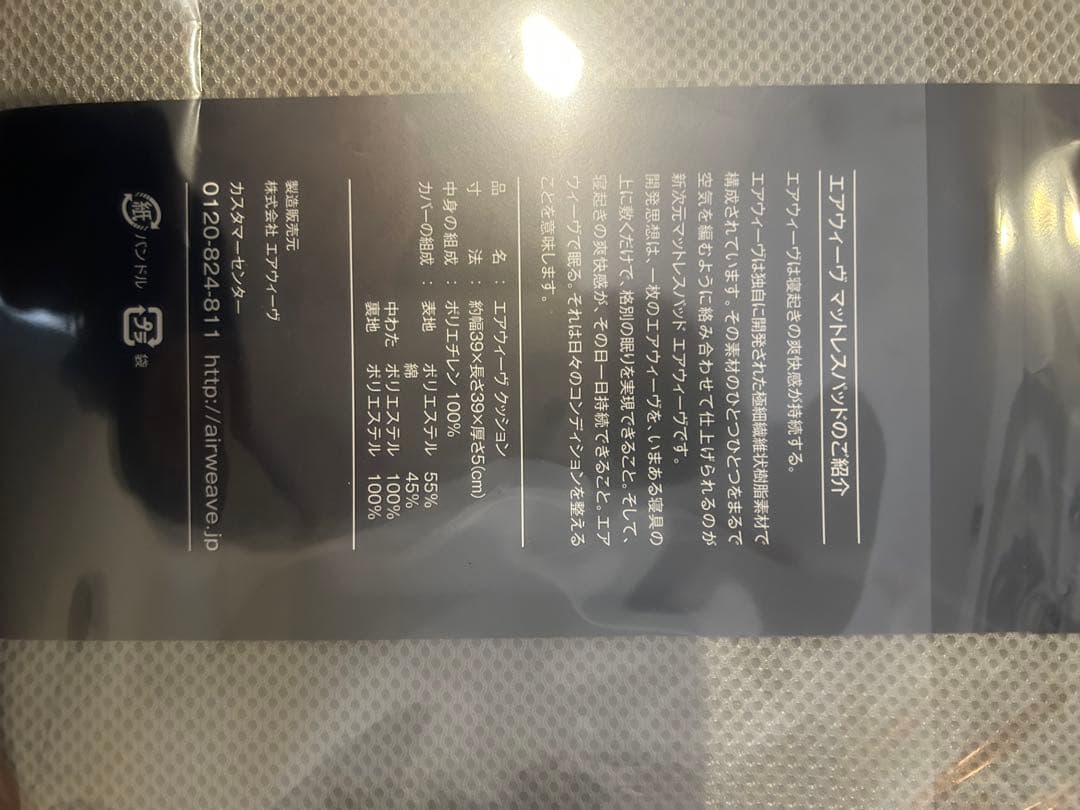 エアウィーヴ マットレスパッドのご紹介
エアウィーヴは寝起きの爽快感が持続する。
エアウィーヴは独自に開発された極細繊維状樹脂素材で
構成されています。その素材のひとつひとつをまるで
空気を編むように絡み合わせて仕上げられるのが
新次元マットレスパッド エアウィーヴです。
開発思想は、一枚のエアウィーヴを、いまある寝具の
上に敷くだけで、格別の眠りを実現できること。そして、
寝起きの爽快感が、その日一日持続できること。エア
ウィーヴで眠る。それは日々のコンディションを整える
ことを意味します。
品 名 : エアウィーヴ クッション
寸 法 : 約幅39×長さ39×厚さ5(cm)
中身の組成 : ポリエチレン 100%
カバーの組成 : 表地 ポリエステル 55%
綿 45%
中わた ポリエステル 100%
裏地 ポリエステル 100%
製造販売元
株式会社 エアウィーヴ
カスタマーセンター
0120-824-811 http://airweave.jp
紙 バンドル プラ 袋